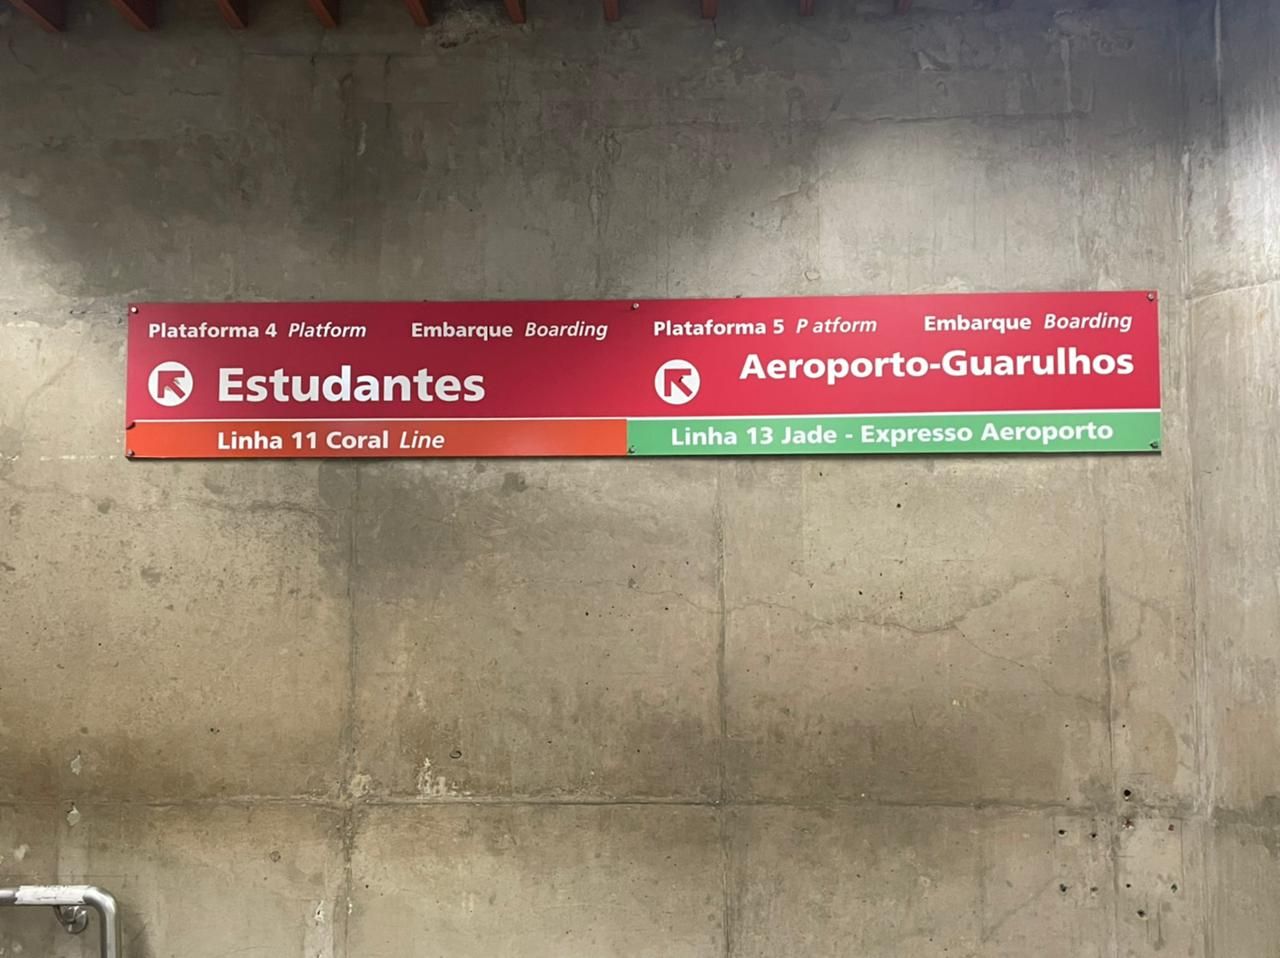 Plataforma 4 Platform Embarque Boarding
Estudantes
Linha 11 Coral Line
Plataforma 5 P atform Embarque Boarding
Aeroporto-Guarulhos
Linha 13 Jade - Expresso Aeroporto